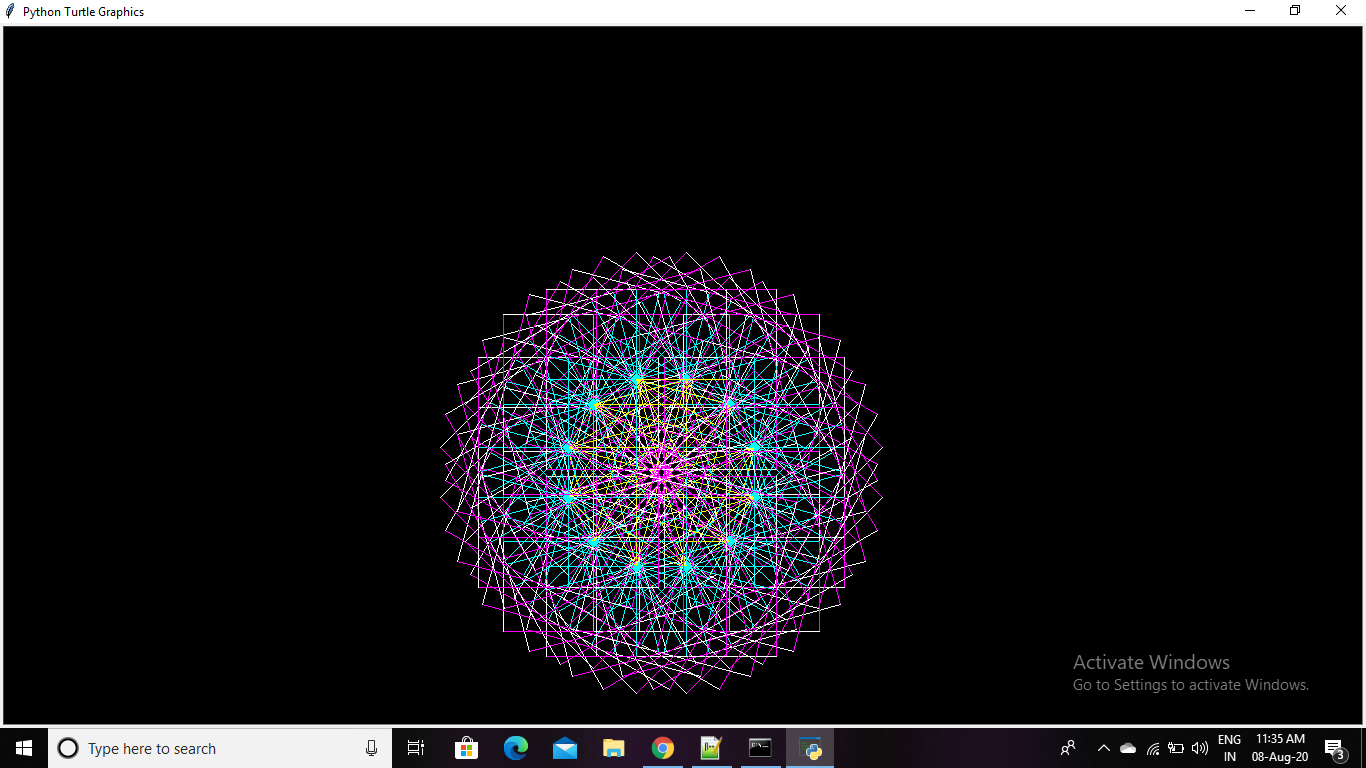 Python Turtle Graphics
Activate Windows
Go to Settings to activate Windows.
Type here to search
ENG
IN
11:35 AM
08-Aug-20
3